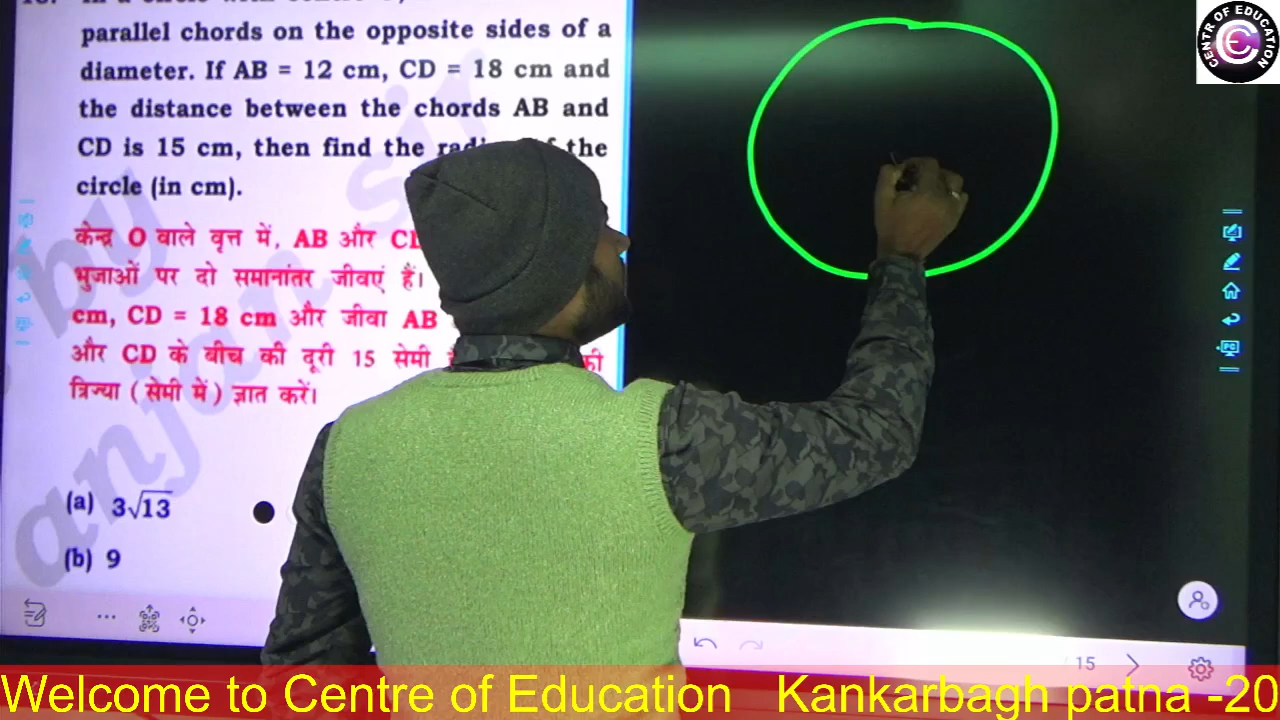 parallel chords on the opposite sides of a
diameter. If AB = 12 cm, CD = 18 cm and
the distance between the chords AB and
CD is 15 cm, then find the the
circle (in cm).
केन्द्र O वाले वृत्त में, AB और
भुजाओं पर दो समानांतर जीवाएं हैं।
cm, CD = 18 cm और जीवा AB
और CD के बीच की दूरी 15 सेमी
त्रिज्या ( सेमी में ) ज्ञात करें।
(a) 3√13
(b) 9
by
anjan sir
CENTR OF EDUCATION
15
Welcome to Centre of Education Kankarbagh patna -20